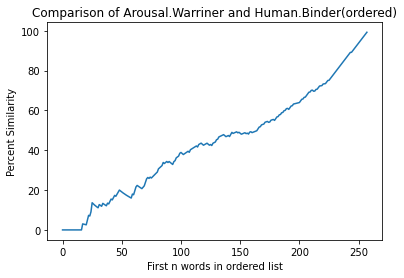 Comparison of Arousal.Warriner and Human.Binder(ordered)
100
80
60
40
20
0
Percent Similarity
0 50 100 150 200 250
First n words in ordered list